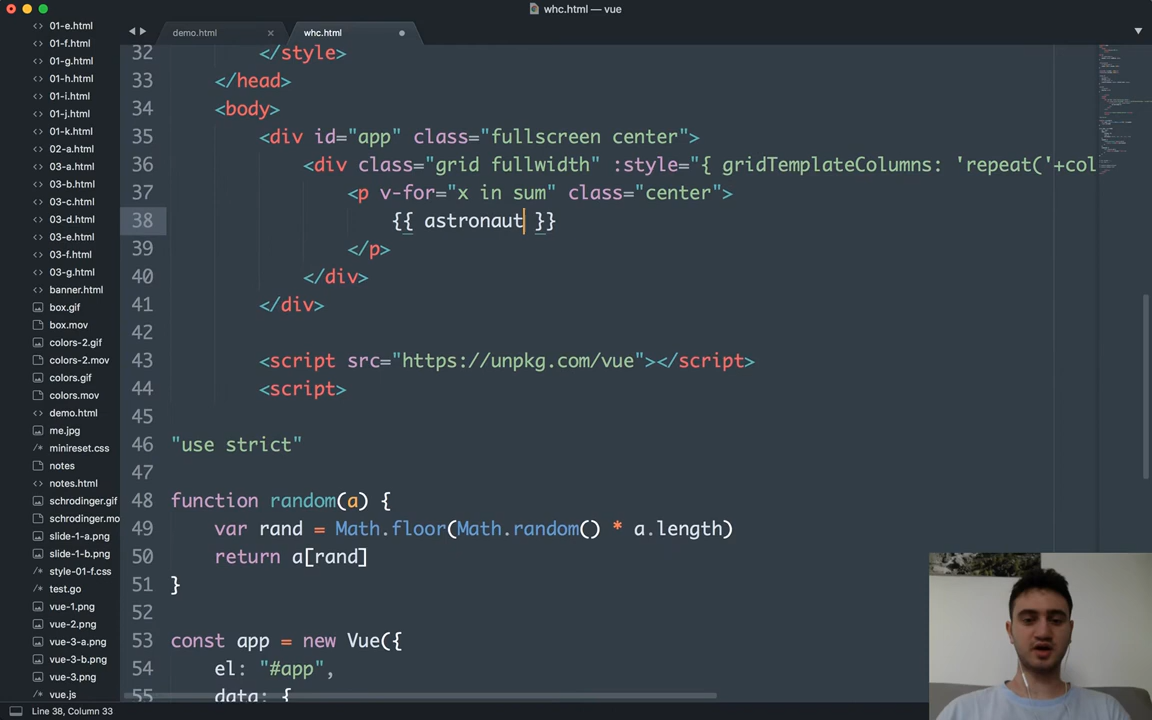 whc.html — vue
demo.html
whc.html
01-e.html
01-f.html
01-g.html
01-h.html
01-i.html
01-j.html
01-k.html
02-a.html
03-a.html
03-b.html
03-c.html
03-d.html
03-e.html
03-f.html
03-g.html
banner.html
box.gif
box.mov
colors-2.gif
colors-2.mov
colors.gif
colors.mov
demo.html
me.jpg
minireset.css
notes
notes.html
schrodinger.gif
schrodinger.mo
slide-1-a.png
slide-1-b.png
style-01-f.css
test.go
vue-1.png
vue-2.png
vue-3-a.png
vue-3-b.png
vue-3.png
vue.js
32 </style>
33 </head>
34 <body>
35 <div id="app" class="fullscreen center">
36 <div class="grid fullwidth" :style="{ gridTemplateColumns: 'repeat('+col
37 <p v-for="x in sum" class="center">
38 {{ astronaut }}
39 </p>
40 </div>
41 </div>
42
43 <script src="https://unpkg.com/vue"></script>
44 <script>
45
46 "use strict"
47
48 function random(a) {
49 var rand = Math.floor(Math.random() * a.length)
50 return a[rand]
51 }
52
53 const app = new Vue({
54 el: "#app",
55 data: {
Line 38, Column 33